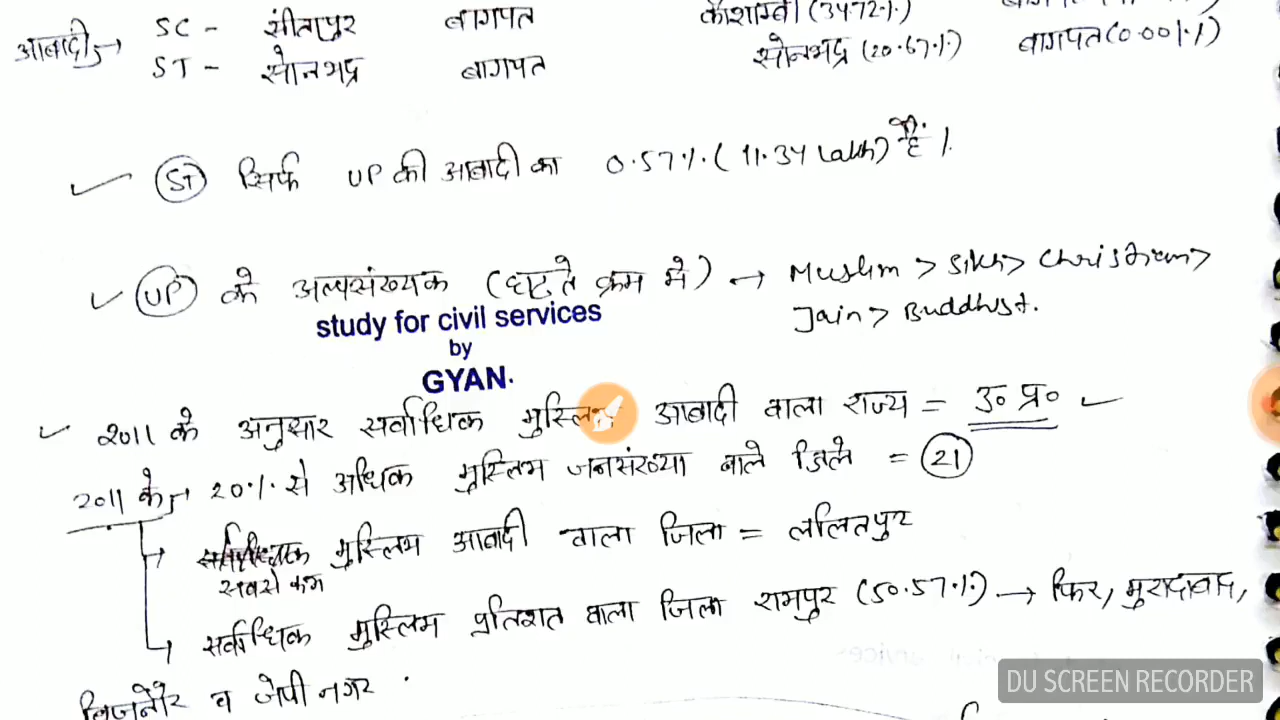 कौशाम्बी (34.72%)
आबादी→ SC - सीतापुर बागपत
ST - सोनभद्र बागपत सोनभद्र (20.67%) बागपत (0.001%)
ST सिर्फ UP की आबादी का 0.57% (11.34 lakh) है।
UP के अल्पसंख्यक (घटते क्रम में) → Muslim > Sikh > Christian >
Jain > Buddhist.
study for civil services
by
GYAN.
2011 के अनुसार सर्वाधिक मुस्लिम आबादी वाला राज्य = उ० प्र०
2011 के→ 20% से अधिक मुस्लिम जनसंख्या वाले जिले = 21
मुस्लिम आबादी वाला जिला = ललितपुर
सबसे कम
सर्वाधिक मुस्लिम प्रतिशत वाला जिला रामपुर (50.57%) → फिर, मुरादाबाद,
बिजनौर व जेपी नगर
DU SCREEN RECORDER